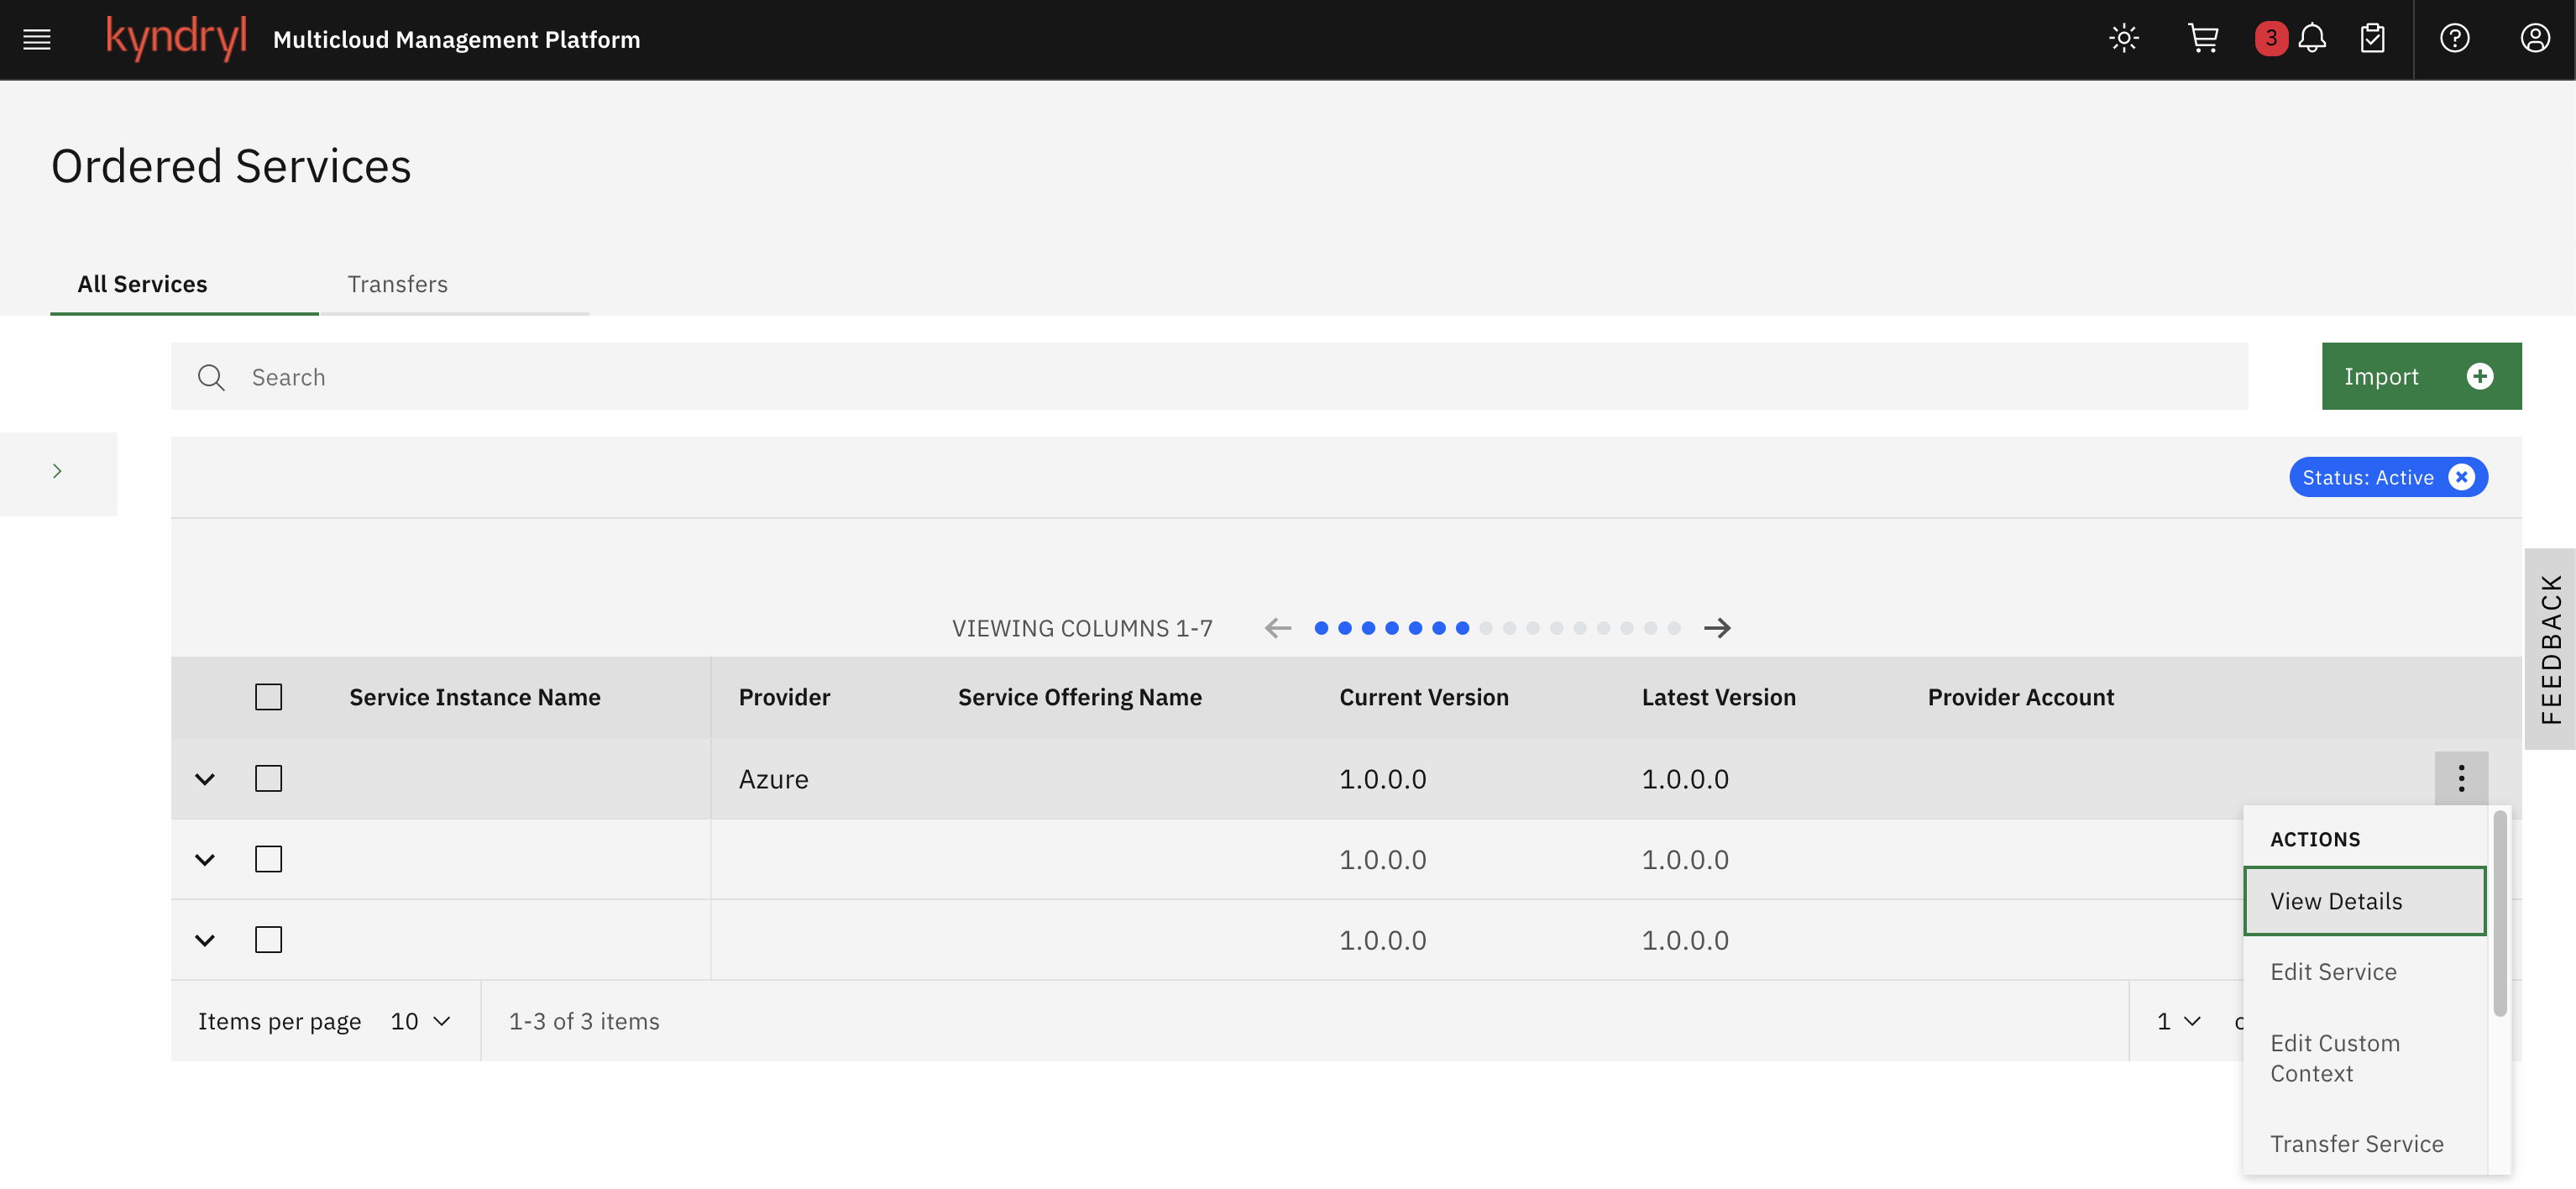 kyndryl Multicloud Management Platform 3
Ordered Services
All Services Transfers
Search Import
Status: Active
FEEDBACK
VIEWING COLUMNS 1-7
Service Instance Name Provider Service Offering Name Current Version Latest Version Provider Account
Azure 1.0.0.0 1.0.0.0
ACTIONS
1.0.0.0 1.0.0.0
View Details
1.0.0.0 1.0.0.0
Edit Service
Items per page 10 1-3 of 3 items 1
Edit Custom
Context
Transfer Service